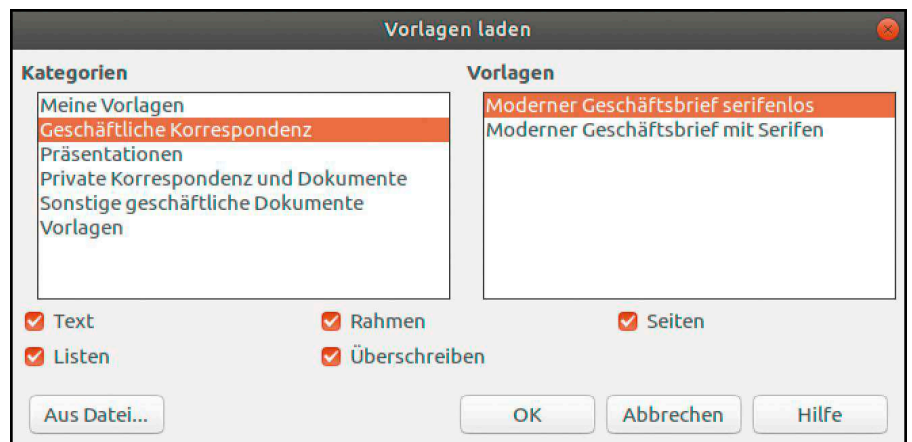 Vorlagen laden
Kategorien
Meine Vorlagen
Geschäftliche Korrespondenz
Präsentationen
Private Korrespondenz und Dokumente
Sonstige geschäftliche Dokumente
Vorlagen
Vorlagen
Moderner Geschäftsbrief serifenlos
Moderner Geschäftsbrief mit Serifen
Text
Rahmen
Seiten
Listen
Überschreiben
Aus Datei...
OK
Abbrechen
Hilfe